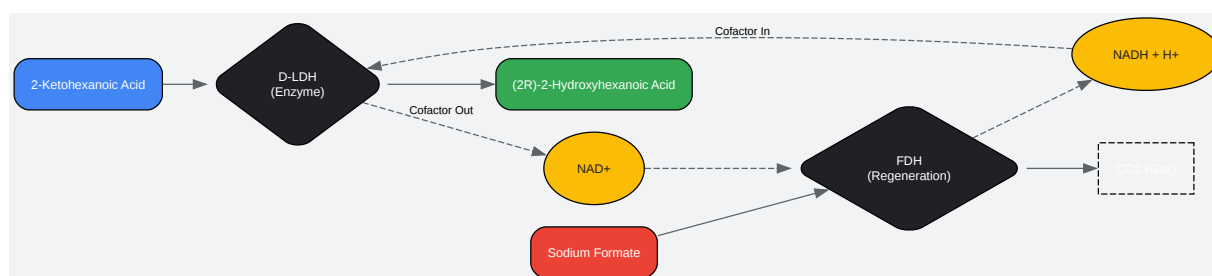 Cofactor In
NADH + H+
2-Ketohexanoic Acid
D-LDH
(Enzyme)
(2R)-2-Hydroxyhexanoic Acid
Cofactor Out
NAD+
FDH
(Regeneration)
CO2 (Gas)
Sodium Formate